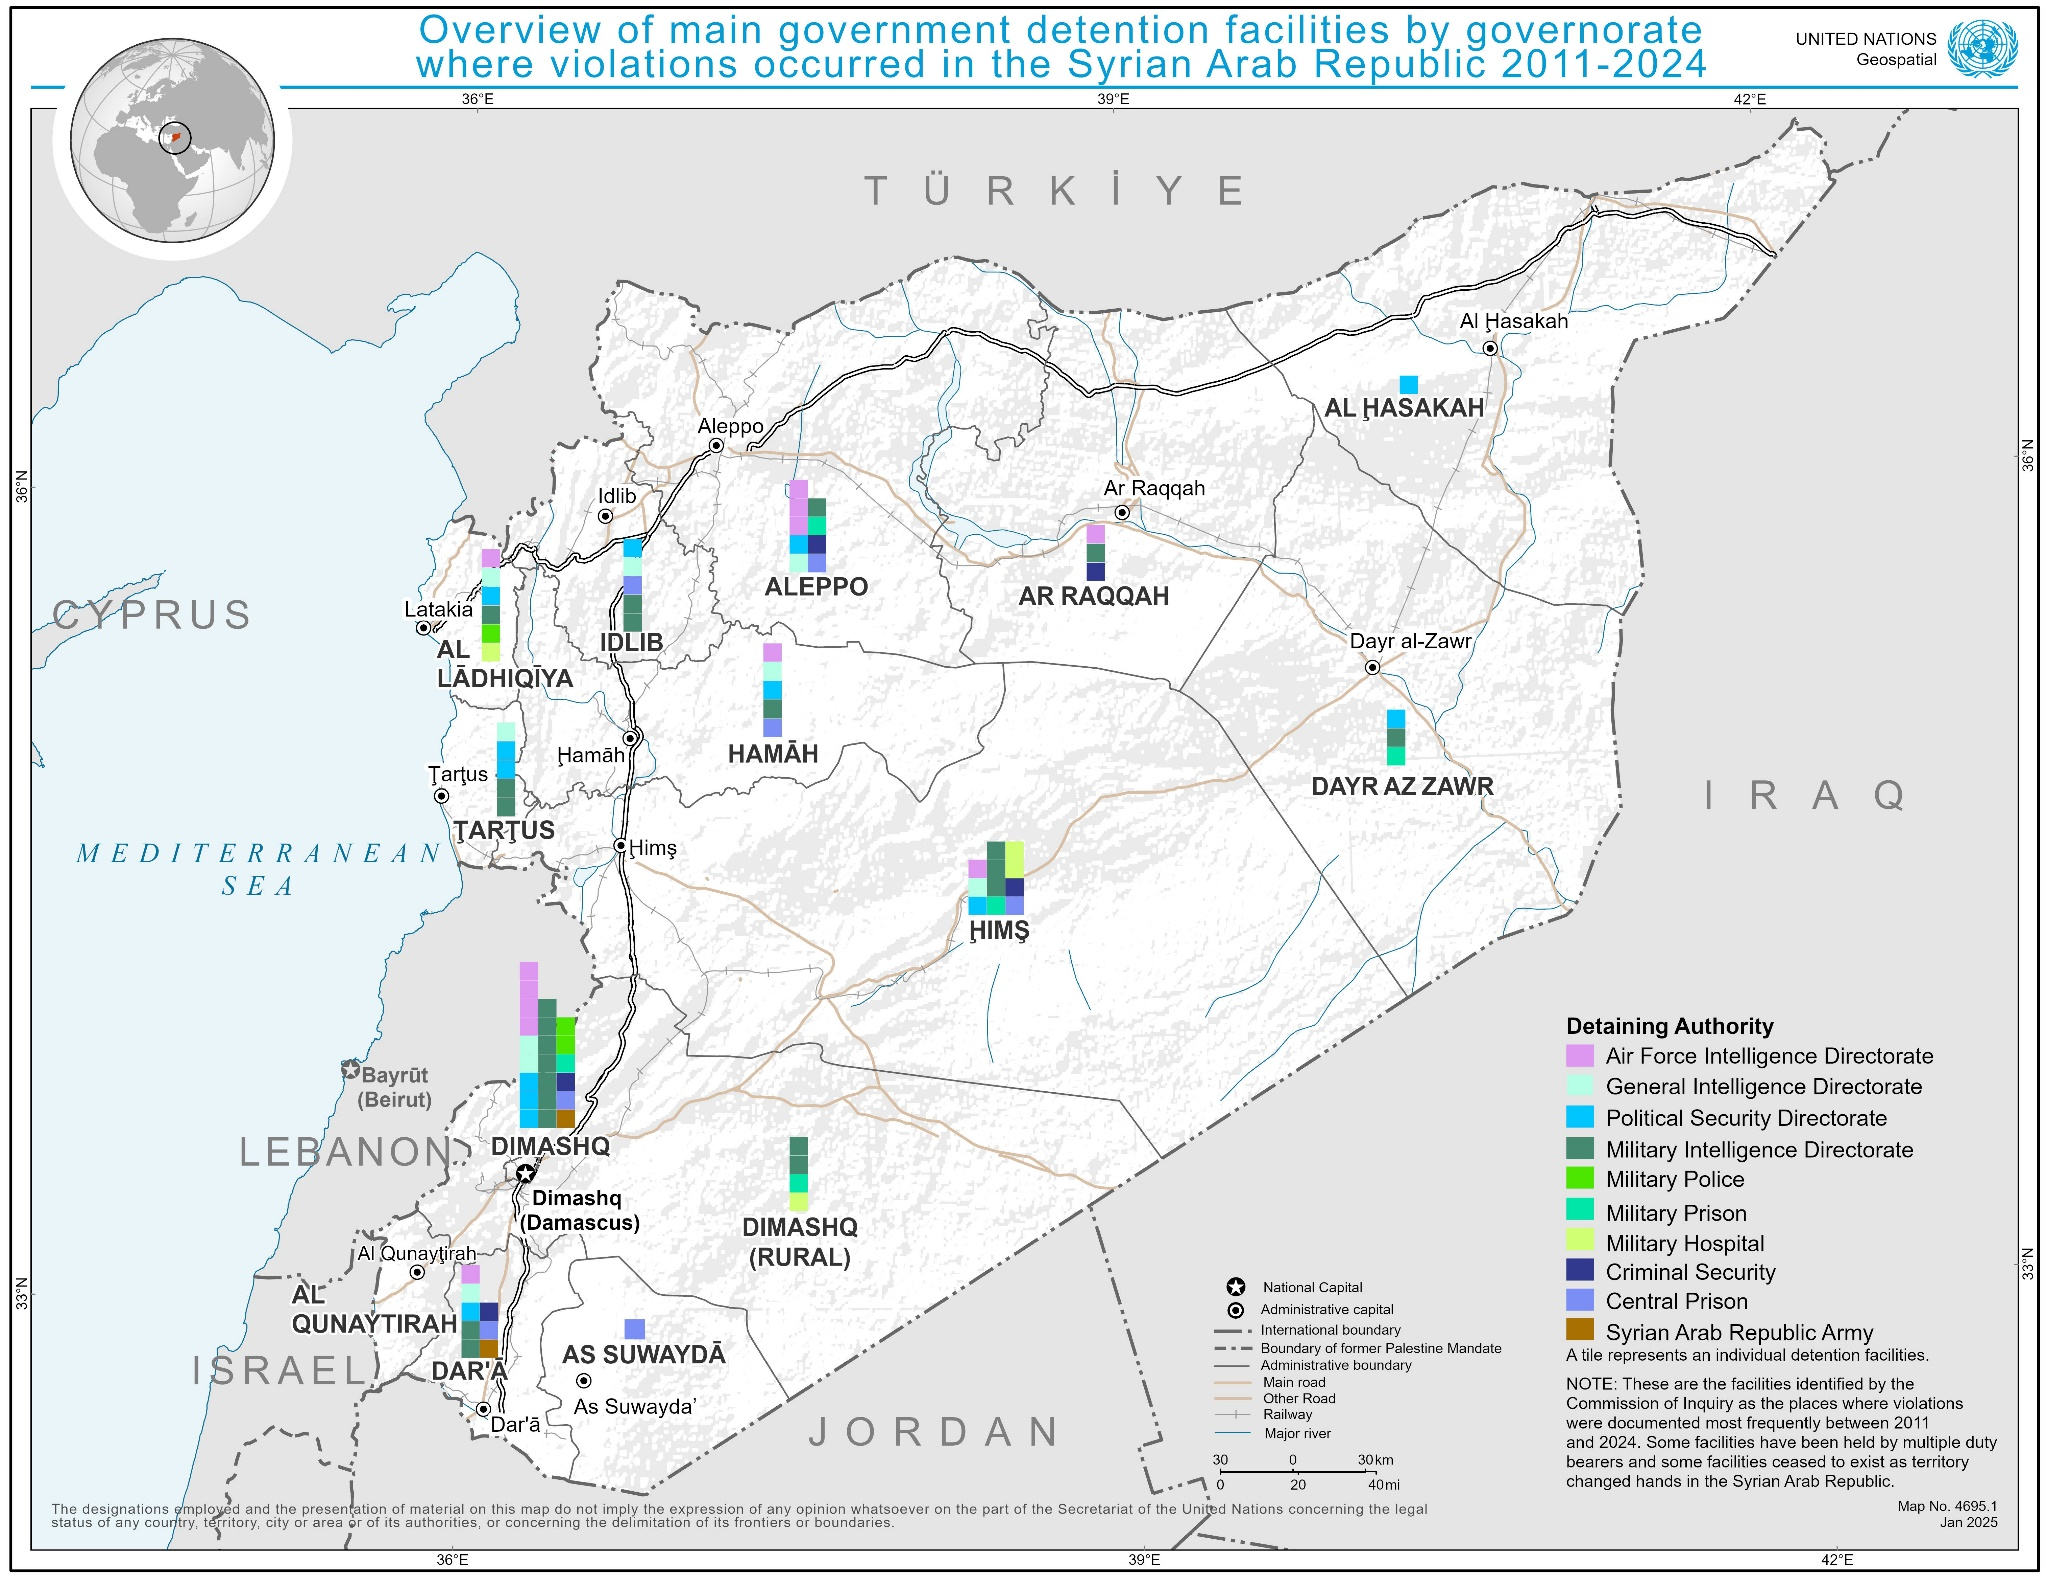 Overview of main government detention facilities by governorate
where violations occurred in the Syrian Arab Republic 2011-2024
UNITED NATIONS
Geospatial
36°E
39°E
42°E
TÜRKİYE
Al Ḩasakah
AL ḨASAKAH
Aleppo
36°N
36°N
Idlib
Ar Raqqah
ALEPPO
AR RAQQAH
CYPRUS
Latakia
IDLIB
AL
LĀDHIQĪYA
Dayr al-Zawr
Ḩamāh
HAMĀH
Ţarţus
DAYR AZ ZAWR
IRAQ
ŢARŢUS
MEDITERRANEAN
SEA
Ḩimş
ḨIMŞ
Bayrūt
(Beirut)
LEBANON
DIMASHQ
Dimashq
(Damascus)
DIMASHQ
(RURAL)
Al Qunayţirah
33°N
33°N
AL
QUNAYTIRAH
ISRAEL
DAR'Ā
AS SUWAYDĀ
As Suwayda’
Dar'ā
JORDAN
Detaining Authority
Air Force Intelligence Directorate
General Intelligence Directorate
Political Security Directorate
Military Intelligence Directorate
Military Police
Military Prison
Military Hospital
Criminal Security
Central Prison
Syrian Arab Republic Army
A tile represents an individual detention facilities.
NOTE: These are the facilities identified by the
Commission of Inquiry as the places where violations
were documented most frequently between 2011
and 2024. Some facilities have been held by multiple duty
bearers and some facilities ceased to exist as territory
changed hands in the Syrian Arab Republic.
National Capital
Administrative capital
International boundary
Boundary of former Palestine Mandate
Administrative boundary
Main road
Other Road
Railway
Major river
30 0 30 km
0 20 40 mi
Map No. 4695.1
Jan 2025
The designations employed and the presentation of material on this map do not imply the expression of any opinion whatsoever on the part of the Secretariat of the United Nations concerning the legal
status of any country, territory, city or area or of its authorities, or concerning the delimitation of its frontiers or boundaries.
36°E
39°E
42°E